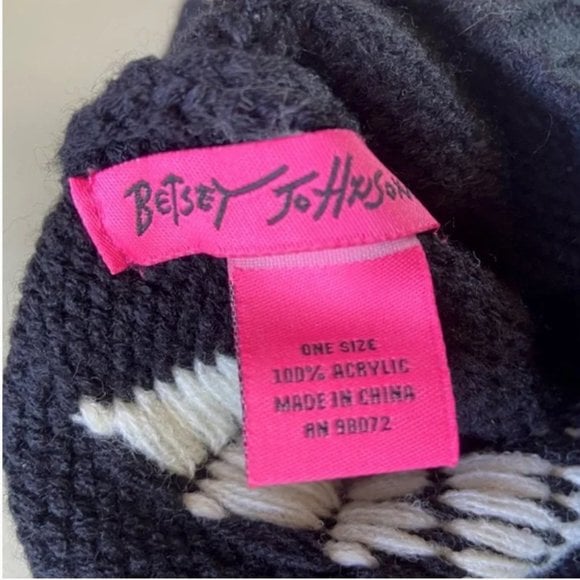 BETSEY JOHNSON
ONE SIZE
100% ACRYLIC
MADE IN CHINA
RN 98072